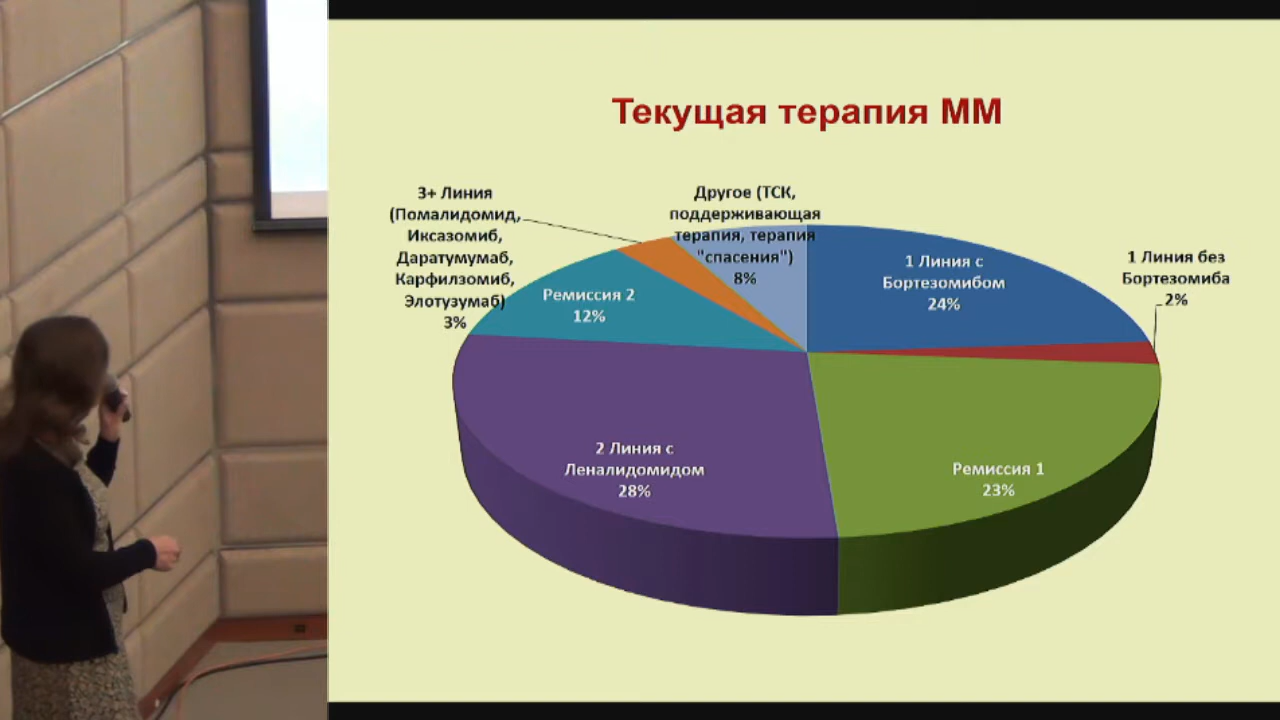 Текущая терапия ММ
3+ Линия
(Помалидомид,
Иксазомиб,
Даратумумаб,
Карфилзомиб,
Элотузумаб)
3%
Другое (ТСК,
поддерживающая
терапия, терапия
"спасения")
8%
1 Линия с
Бортезомибом
24%
1 Линия без
Бортезомиба
2%
Ремиссия 2
12%
2 Линия с
Леналидомидом
28%
Ремиссия 1
23%